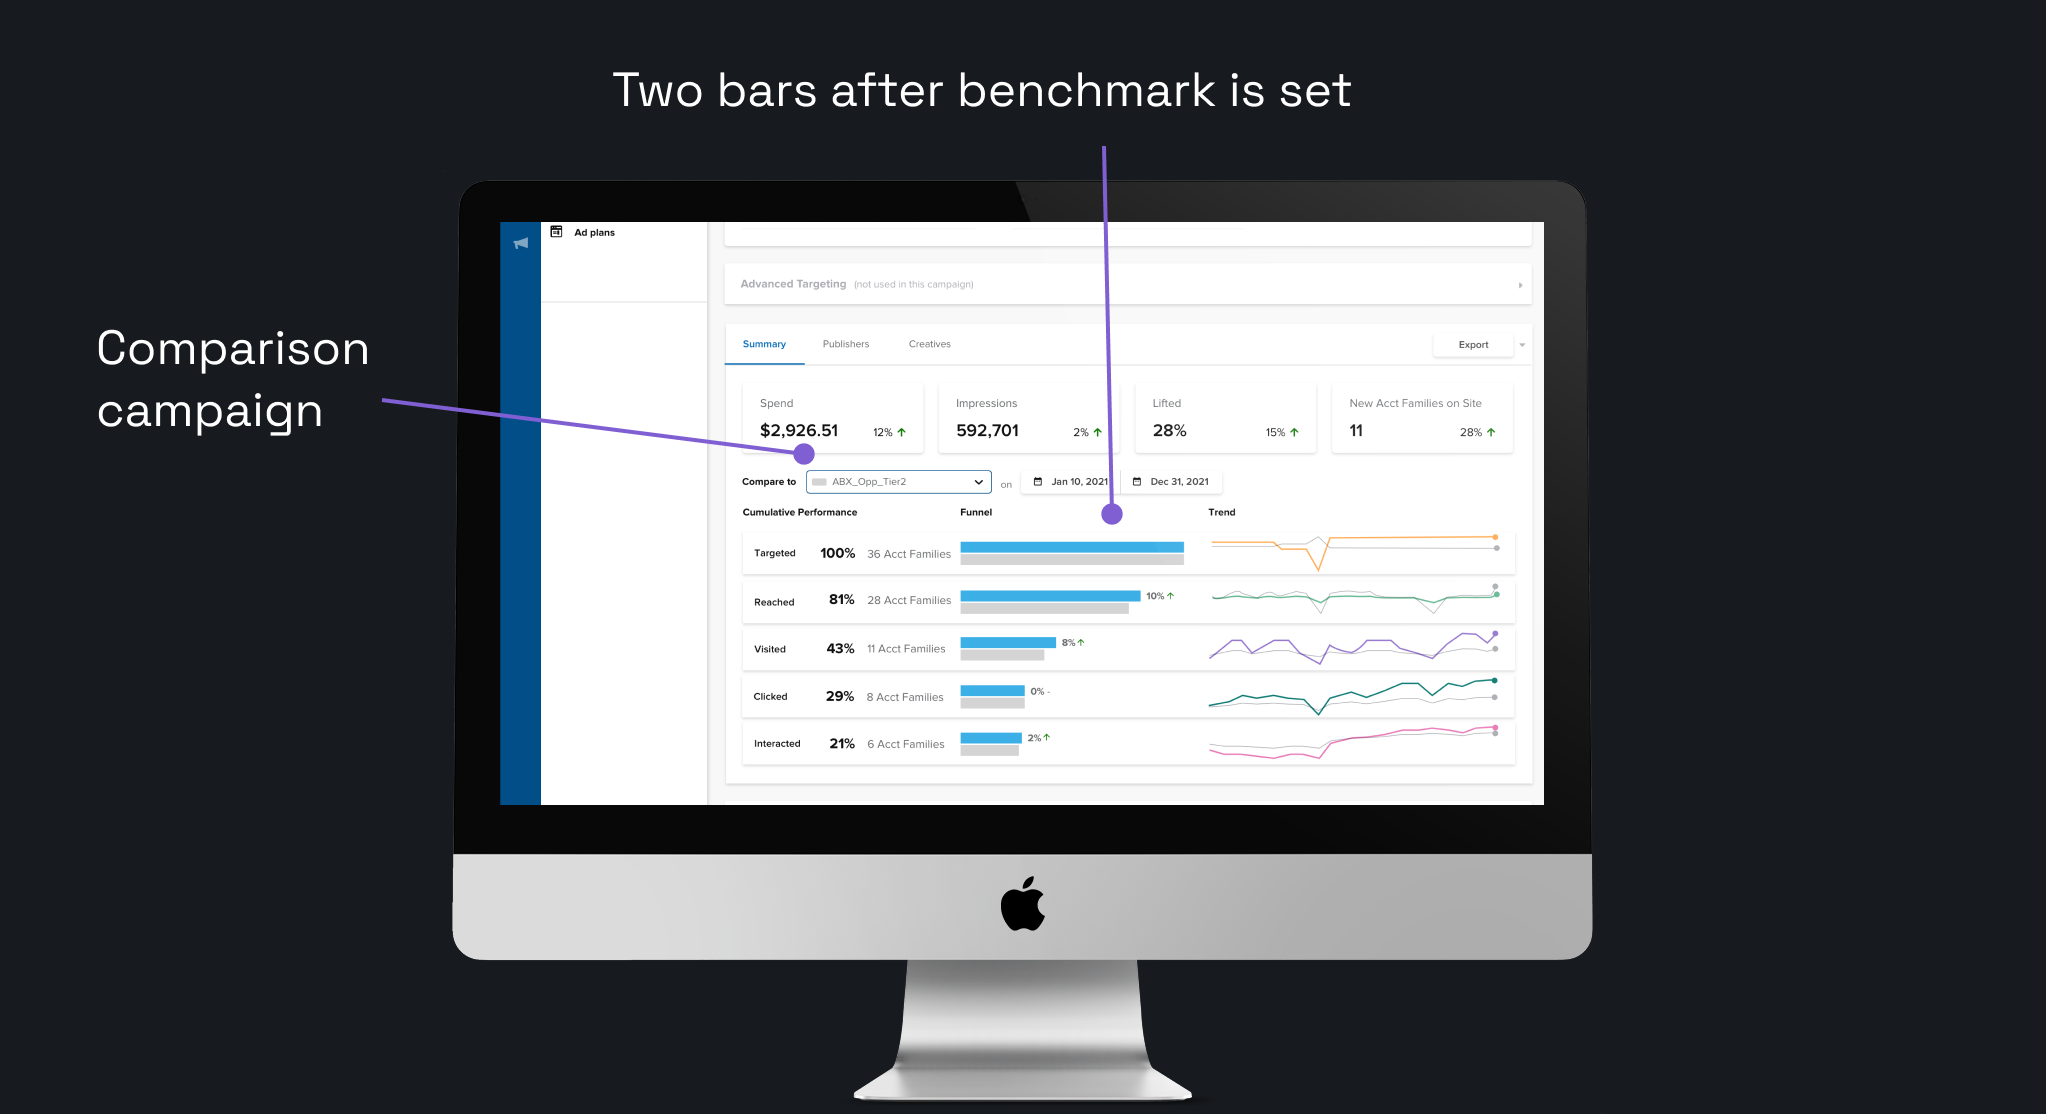 Two bars after benchmark is set
Comparison
campaign
Ad plans
Advanced Targeting (not used in this campaign)
Summary Publishers Creatives Export
Spend Impressions Lifted New Acct Families on Site
$2,926.51 12% 592,701 2% 28% 15% 11 28%
Compare to ABX_Opp_Tier2 on Jan 10, 2021 Dec 31, 2021
Cumulative Performance Funnel Trend
Targeted 100% 36 Acct Families
Reached 81% 28 Acct Families 10%
Visited 43% 11 Acct Families 8%
Clicked 29% 8 Acct Families 0% -
Interacted 21% 6 Acct Families 2%